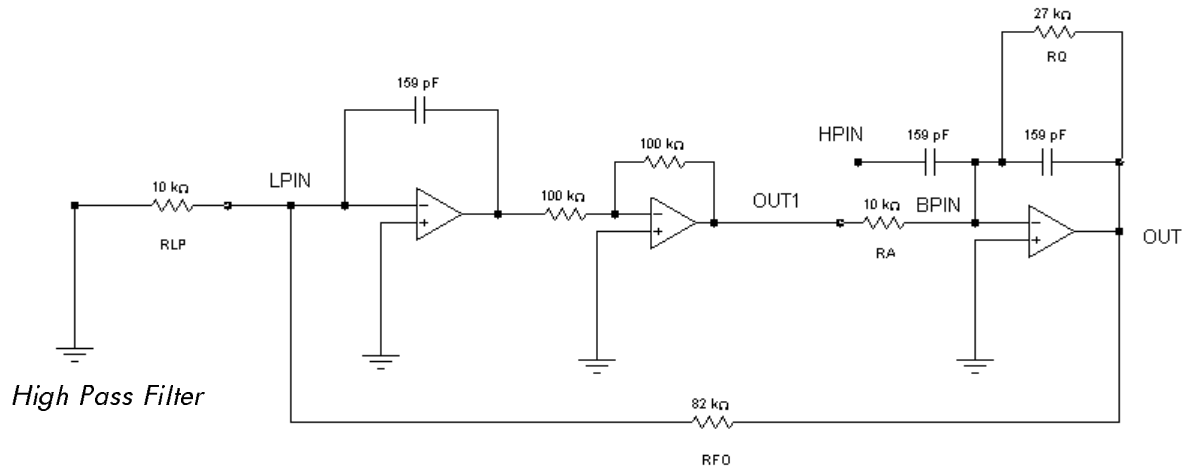 27 kΩ
RQ
159 pF
HPIN
159 pF
159 pF
100 kΩ
LPIN
10 kΩ
100 kΩ
OUT1
10 kΩ
BPIN
RLP
RA
OUT
High Pass Filter
82 kΩ
RFO